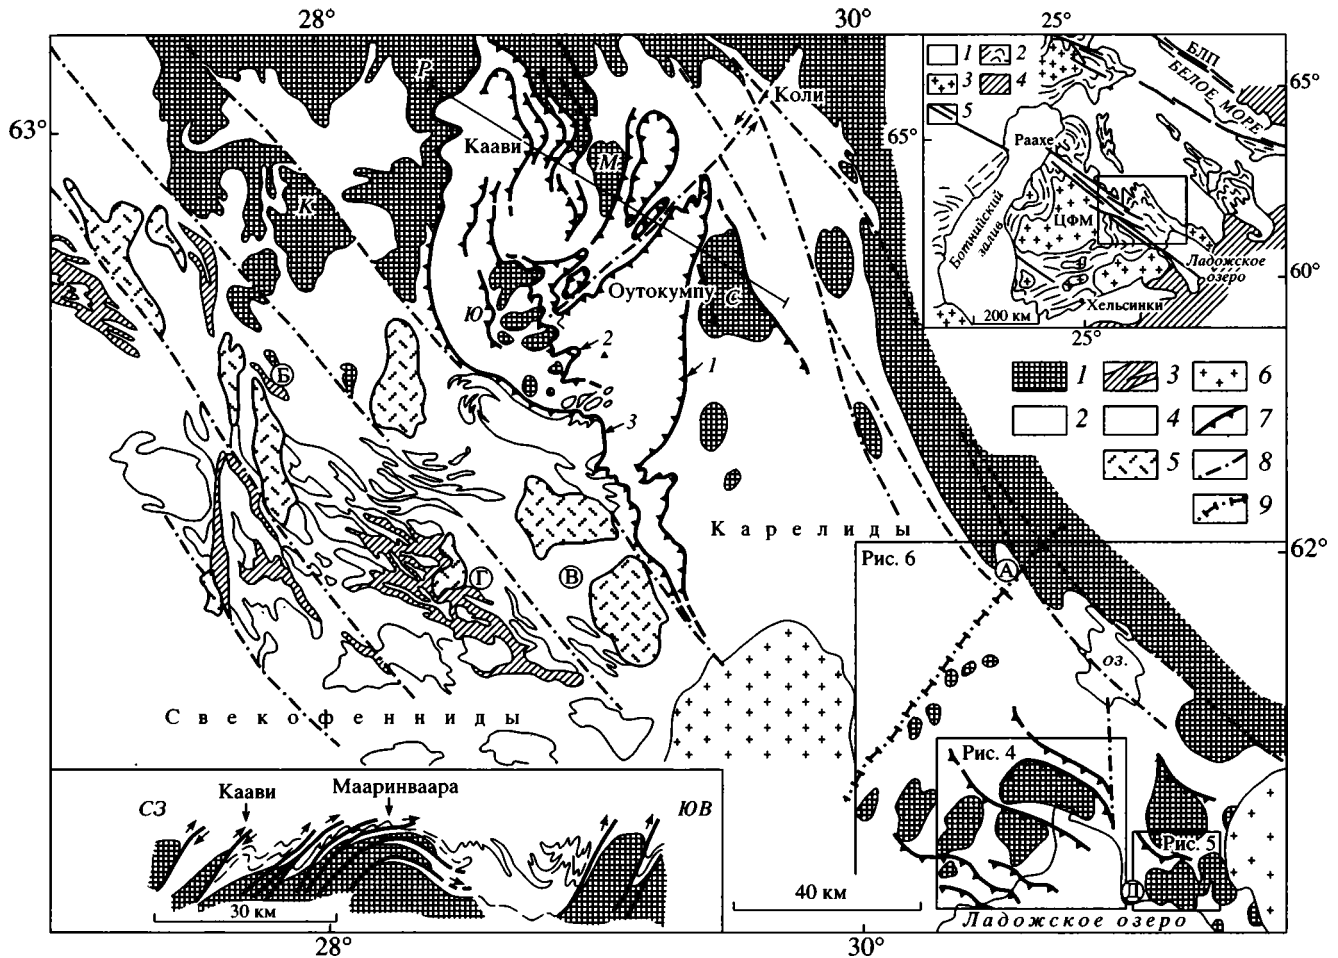 28°
30°
25°
63°
65°
65°
60°
25°
62°
28°
30°
1
2
3
4
5
БЛП
БЕЛОЕ МОРЕ
Раахе
ЦФМ
Ботнийский
залив
Ладожское
озеро
Хельсинки
200 км
Р
Коли
Каави
М
К
Оутокумпу
С
Ю
2
1
3
Б
Г
В
А
Д
Карелиды
Свекофенниды
1
2
3
4
5
6
7
8
9
Рис. 6
оз.
Рис. 4
Рис. 5
Ладожское озеро
40 км
СЗ
Каави
Мааринваара
ЮВ
30 км